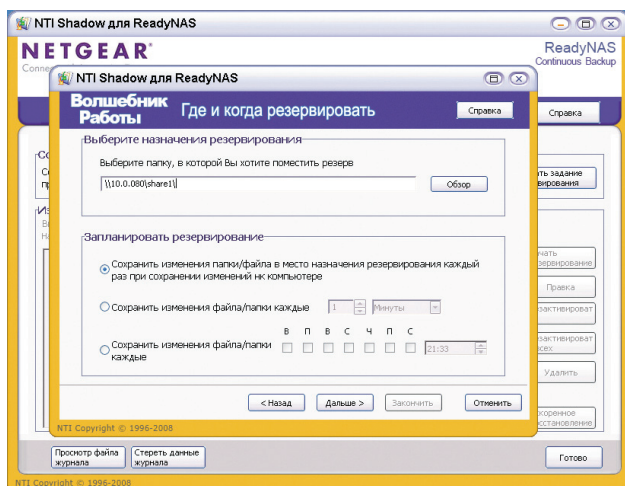 NTI Shadow для ReadyNAS
NETGEAR®
ReadyNAS
Continuous Backup
NTI Shadow для ReadyNAS
Волшебник
Работы
Где и когда резервировать
Справка
Справка
Выберите назначения резервирования
Выберите папку, в которой Вы хотите поместить резерв
\\10.0.080\share1\
Обзор
Запланировать резервирование
Сохранить изменения папки/файла в место назначения резервирования каждый
раз при сохранении изменений нк компьютере
Сохранить изменения файла/папки каждые
1
Минуты
В П В С Ч П С
Сохранить изменения файла/папки
каждые
21:33
Правка
Удалить
< Назад
Дальше >
Закончить
Отменить
NTI Copyright © 1996-2008
Просмотр файла
журнала
Стереть данные
журнала
Готово
NTI Copyright © 1996-2008